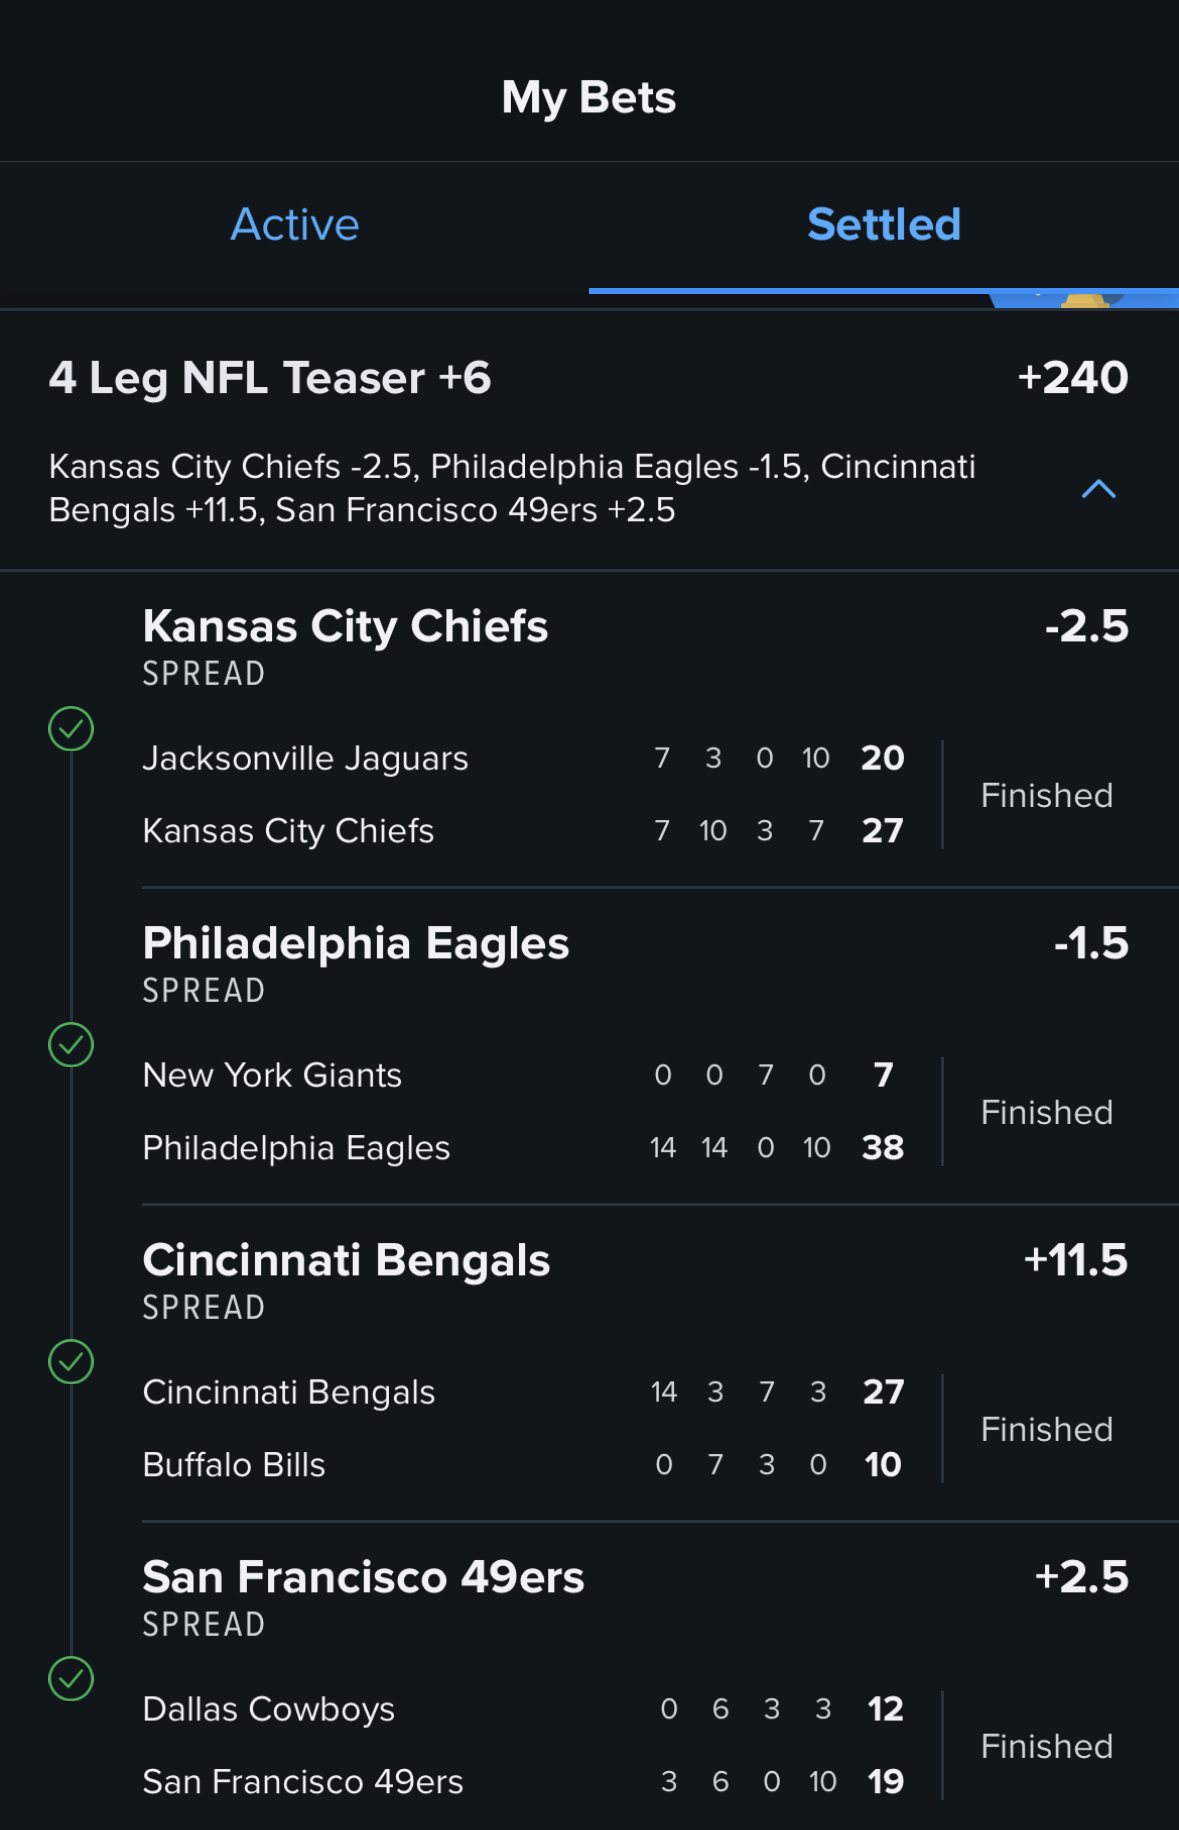 My Bets
Active Settled
4 Leg NFL Teaser +6 +240
Kansas City Chiefs -2.5, Philadelphia Eagles -1.5, Cincinnati
Bengals +11.5, San Francisco 49ers +2.5
Kansas City Chiefs -2.5
SPREAD
Jacksonville Jaguars 7 3 0 10 20
Finished
Kansas City Chiefs 7 10 3 7 27
Philadelphia Eagles -1.5
SPREAD
New York Giants 0 0 7 0 7
Finished
Philadelphia Eagles 14 14 0 10 38
Cincinnati Bengals +11.5
SPREAD
Cincinnati Bengals 14 3 7 3 27
Finished
Buffalo Bills 0 7 3 0 10
San Francisco 49ers +2.5
SPREAD
Dallas Cowboys 0 6 3 3 12
Finished
San Francisco 49ers 3 6 0 10 19